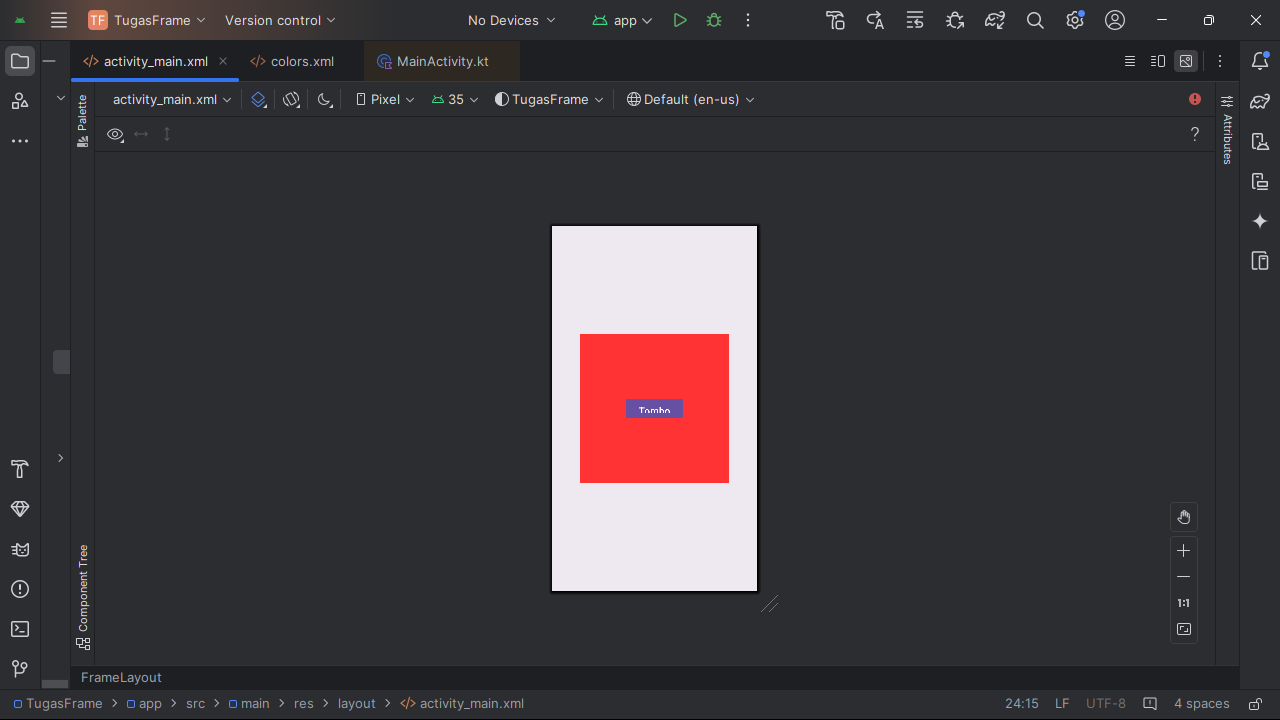 TF TugasFrame Version control No Devices app
activity_main.xml colors.xml MainActivity.kt
activity_main.xml Pixel 35 TugasFrame Default (en-us)
Palette
?
Attributes
Tombo
1:1
Component Tree
FrameLayout
TugasFrame app src main res layout activity_main.xml 24:15 LF UTF-8 4 spaces